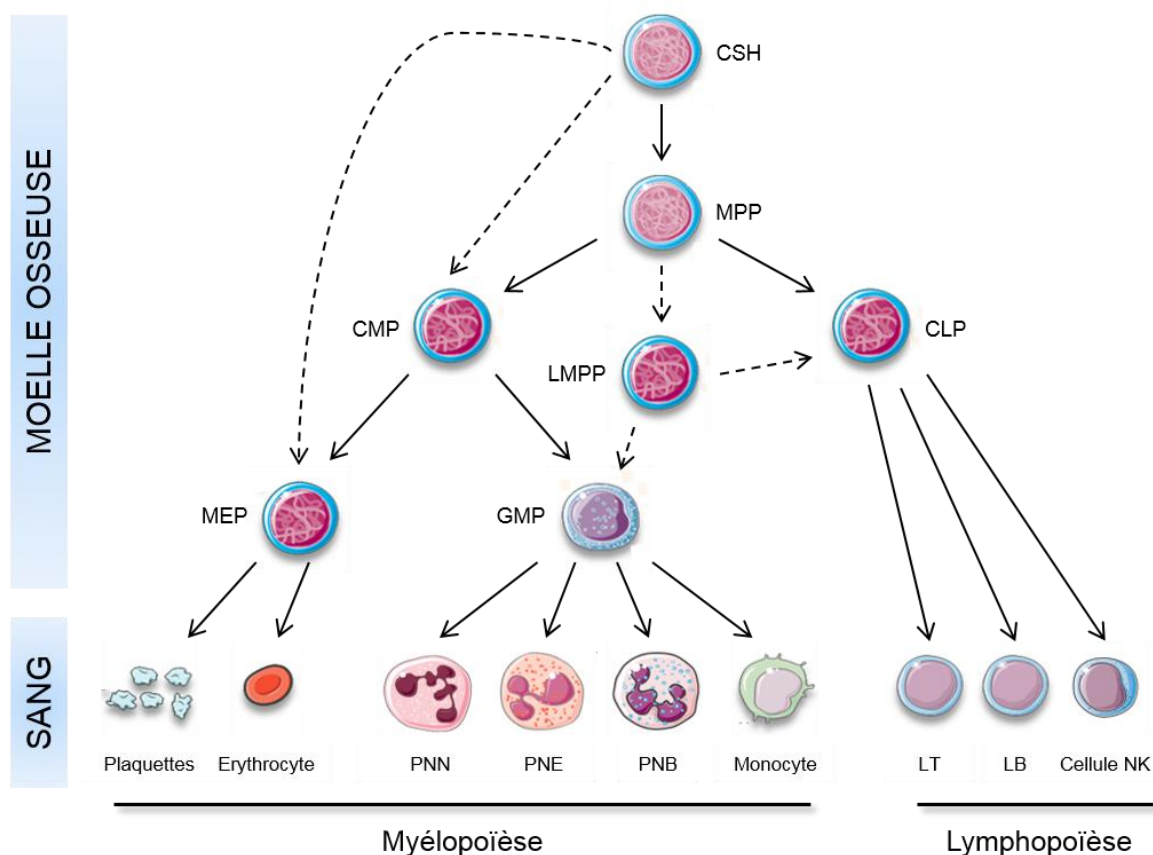 MOELLE OSSEUSE
CSH
MPP
CMP
LMPP
CLP
MEP
GMP
SANG
Plaquettes
Erythrocyte
PNN
PNE
PNB
Monocyte
LT
LB
Cellule NK
Myélopoïèse
Lymphopoïèse